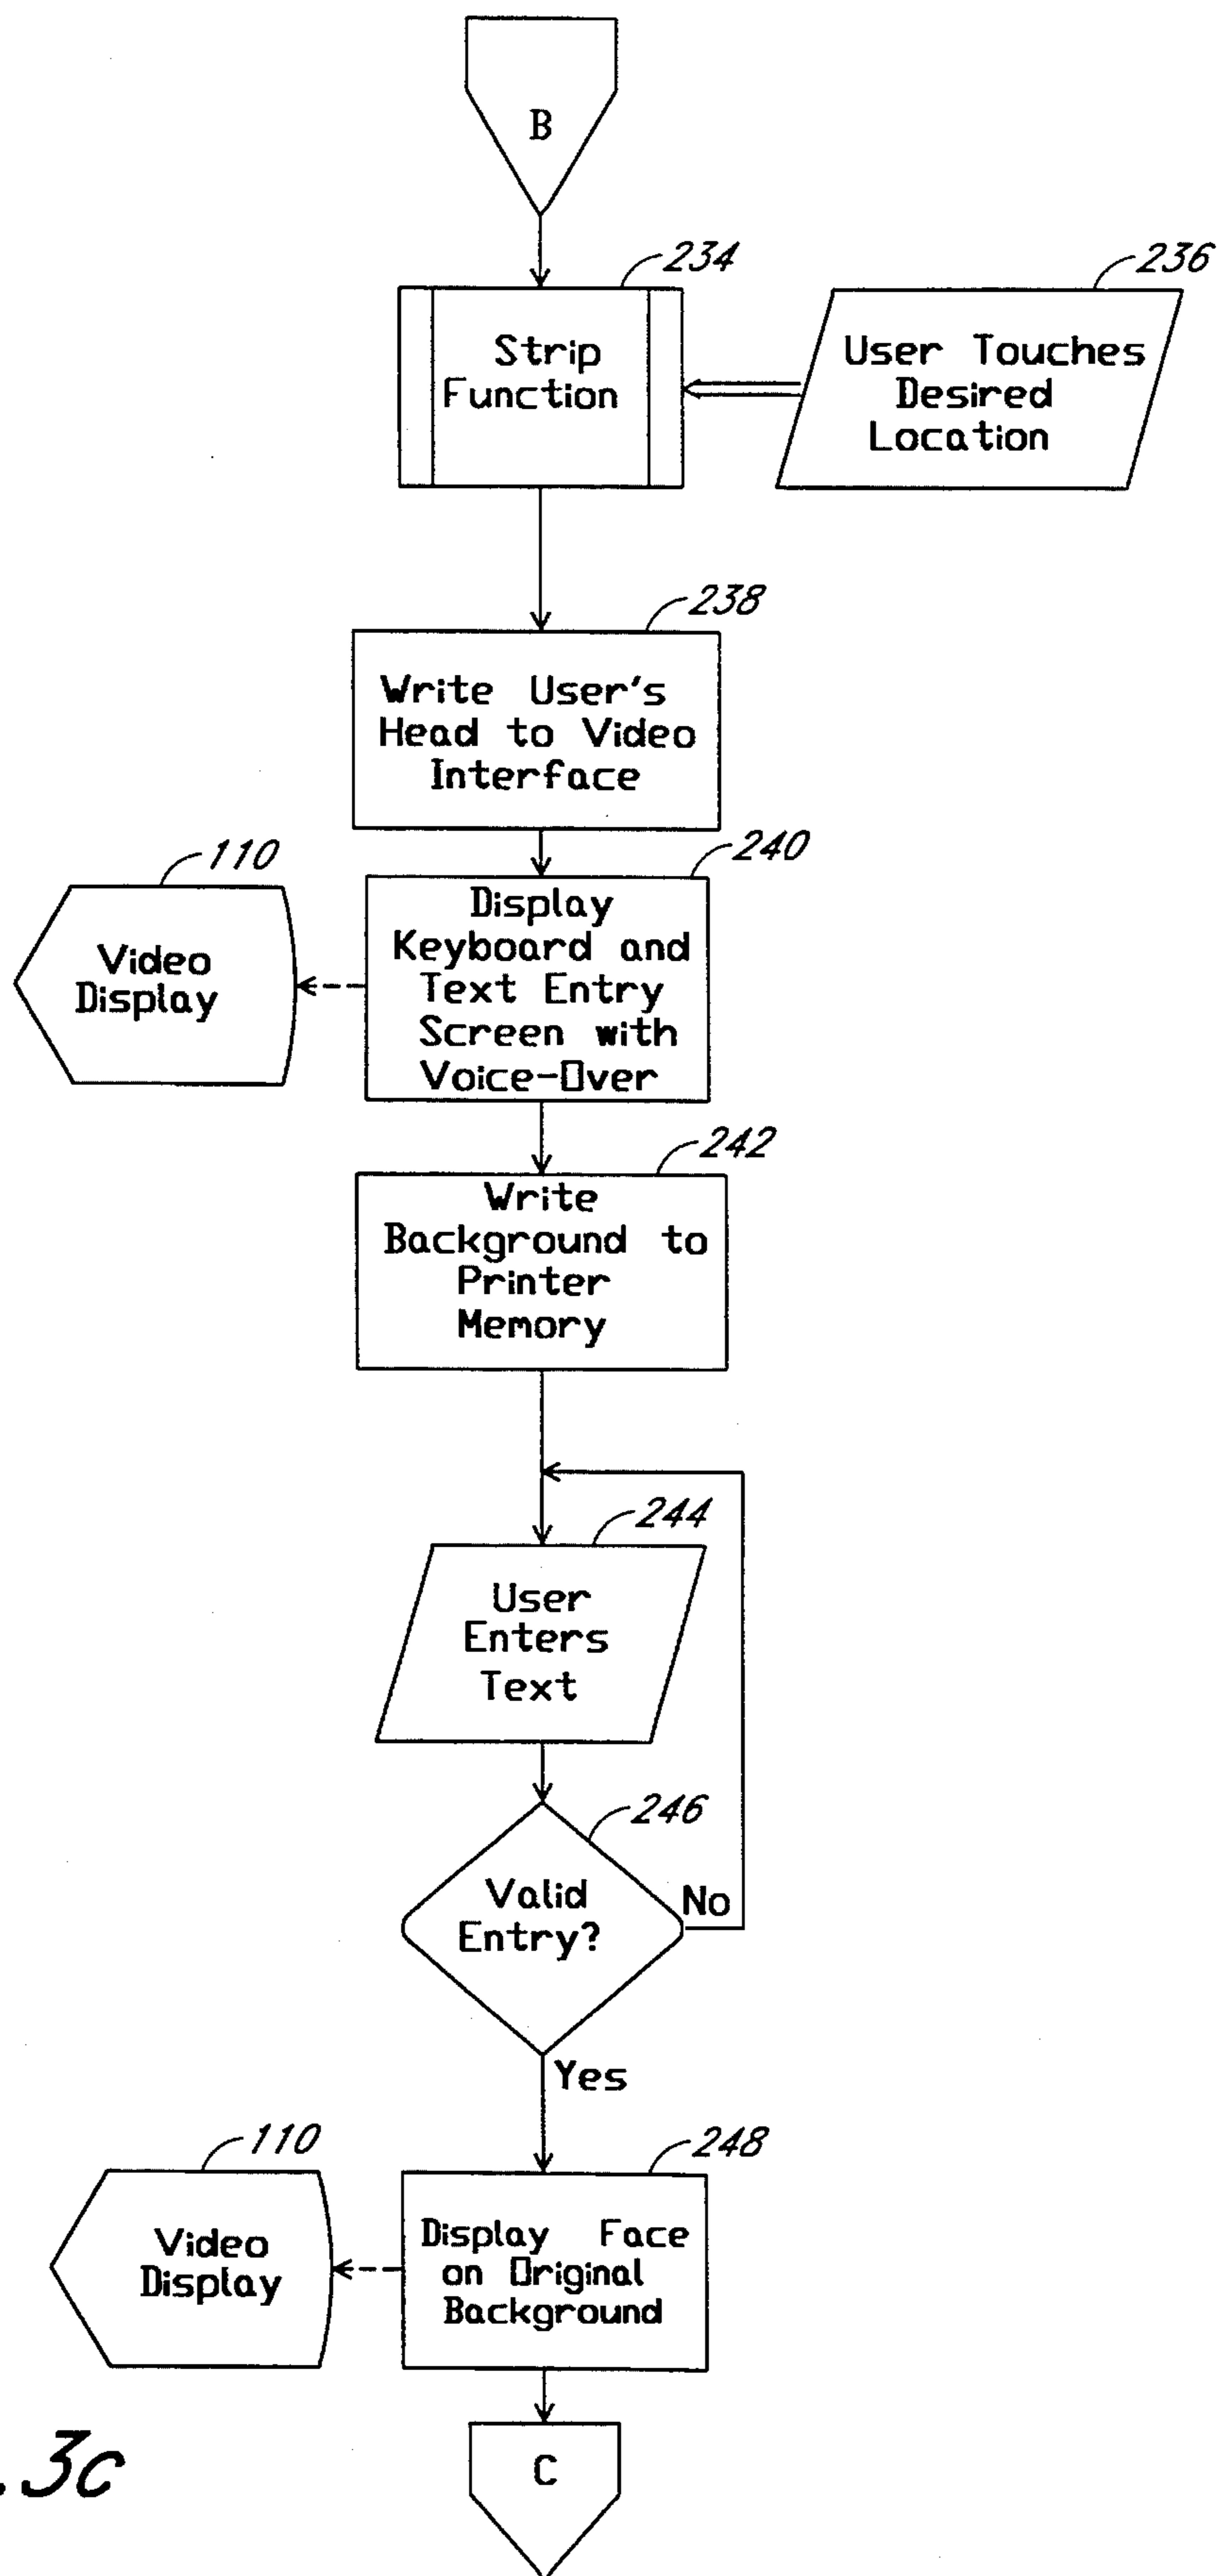 B
234
Strip
Function
236
User Touches
Desired
Location
238
Write User's
Head to Video
Interface
240
Display
Keyboard and
Text Entry
Screen with
Voice-Over
110
Video
Display
242
Write
Background to
Printer
Memory
244
User
Enters
Text
246
Valid
Entry?
No
Yes
248
Display Face
on Original
Background
110
Video
Display
C
. 3c